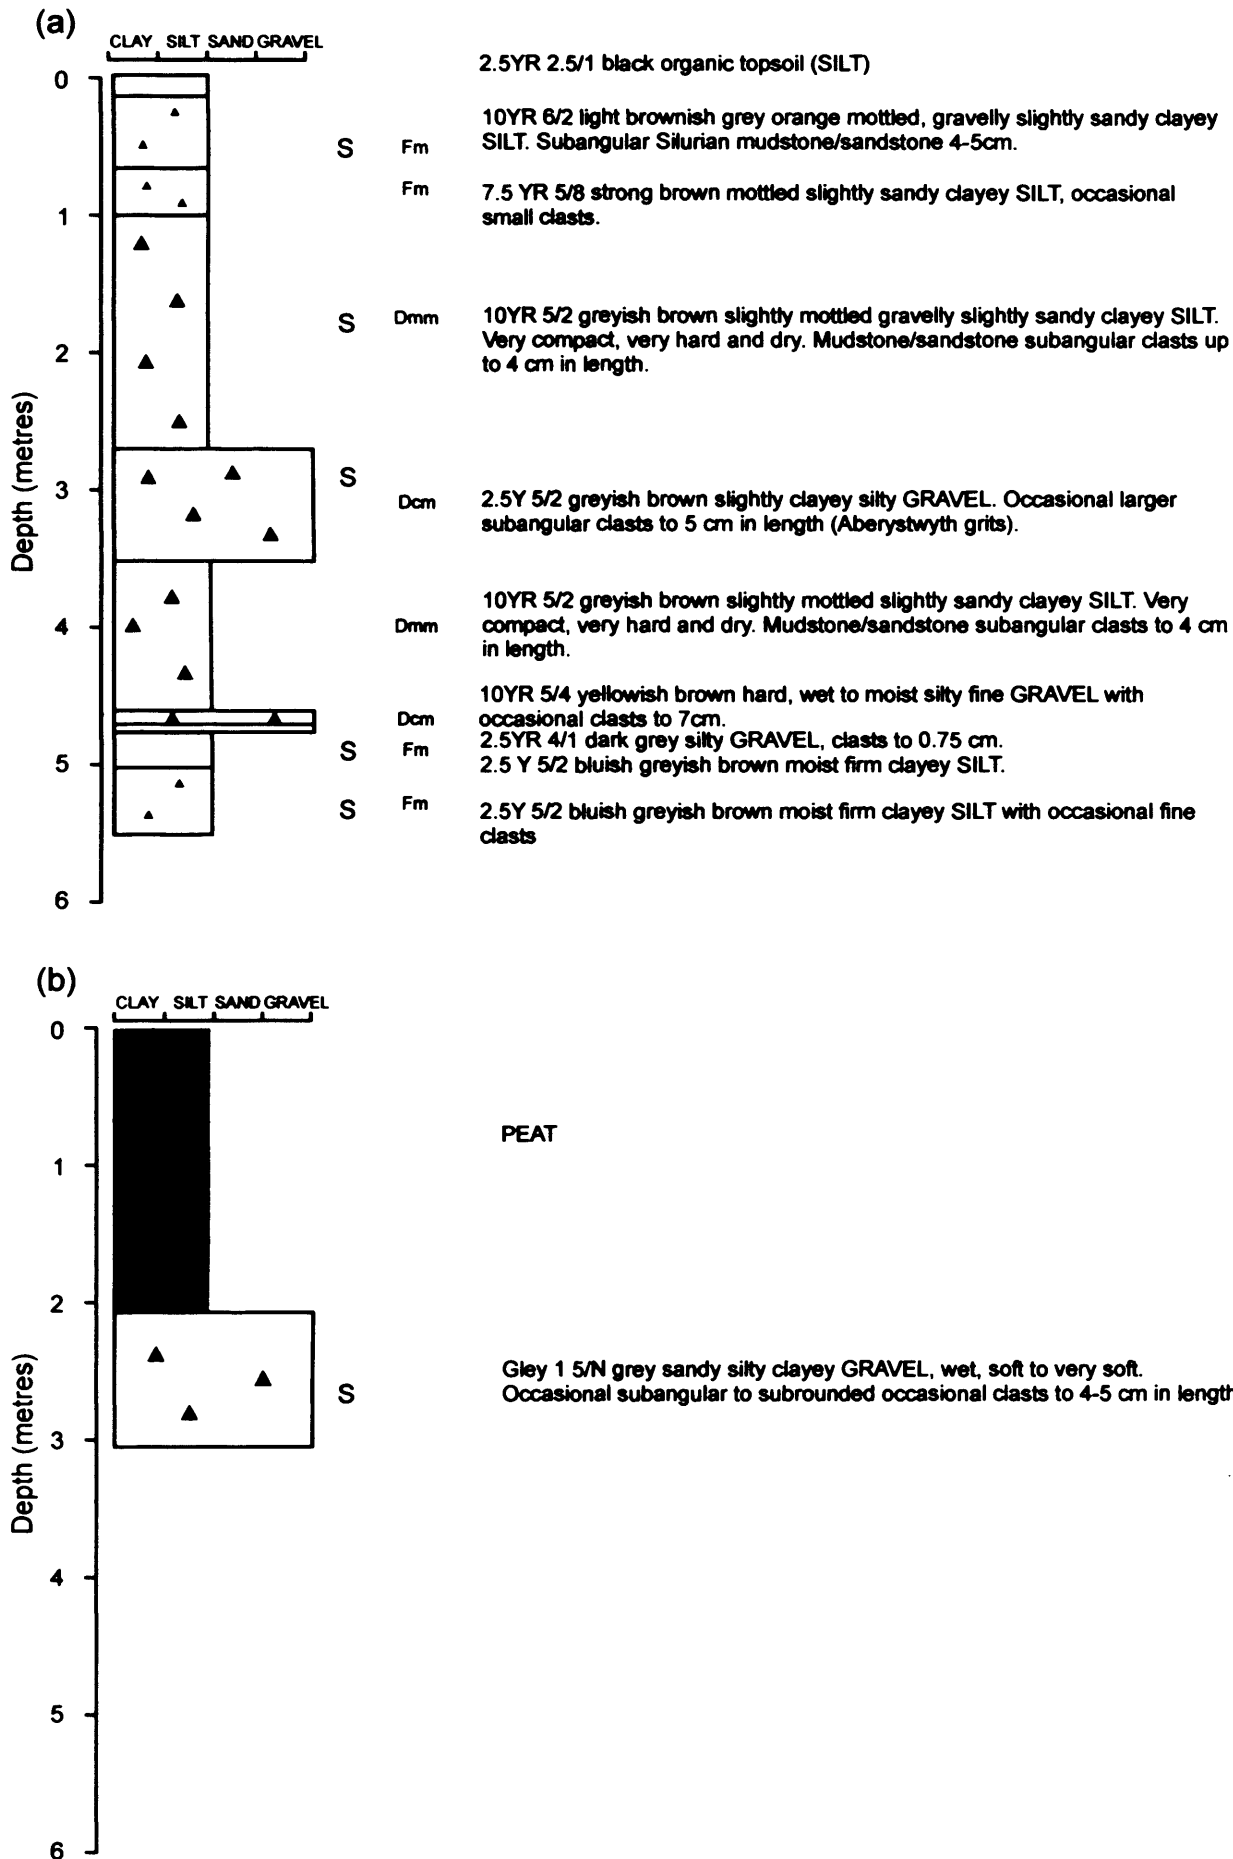 (a)
CLAY SILT SAND GRAVEL
2.5YR 2.5/1 black organic topsoil (SILT)
0
10YR 6/2 light brownish grey orange mottled, gravelly slightly sandy clayey
S Fm SILT. Subangular Silurian mudstone/sandstone 4-5cm.
Fm 7.5 YR 5/8 strong brown mottled slightly sandy clayey SILT, occasional
small clasts.
1
S Dmm 10YR 5/2 greyish brown slightly mottled gravelly slightly sandy clayey SILT.
Very compact, very hard and dry. Mudstone/sandstone subangular clasts up
to 4 cm in length.
2
S
3
Dcm 2.5Y 5/2 greyish brown slightly clayey silty GRAVEL. Occasional larger
subangular clasts to 5 cm in length (Aberystwyth grits).
Depth (metres)
10YR 5/2 greyish brown slightly mottled slightly sandy clayey SILT. Very
4 Dmm compact, very hard and dry. Mudstone/sandstone subangular clasts to 4 cm
in length.
10YR 5/4 yellowish brown hard, wet to moist silty fine GRAVEL with
Dcm occasional clasts to 7cm.
2.5YR 4/1 dark grey silty GRAVEL, clasts to 0.75 cm.
S Fm
5 2.5 Y 5/2 bluish greyish brown moist firm clayey SILT.
S Fm 2.5Y 5/2 bluish greyish brown moist firm clayey SILT with occasional fine
clasts
6
(b)
CLAY SILT SAND GRAVEL
0
PEAT
1
2
Gley 1 5/N grey sandy silty clayey GRAVEL, wet, soft to very soft.
S Occasional subangular to subrounded occasional clasts to 4-5 cm in length
3
Depth (metres)
4
5
6